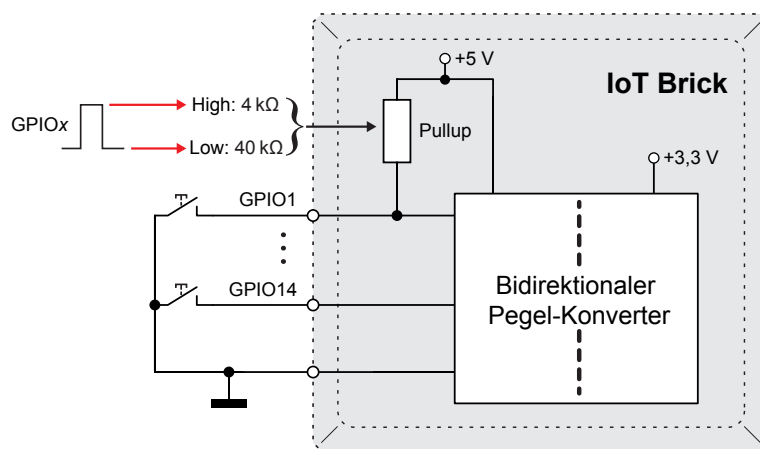 +5 V
IoT Brick
High: 4 kΩ
GPIOx
Pullup
Low: 40 kΩ
+3,3 V
GPIO1
Bidirektionaler
Pegel-Konverter
GPIO14